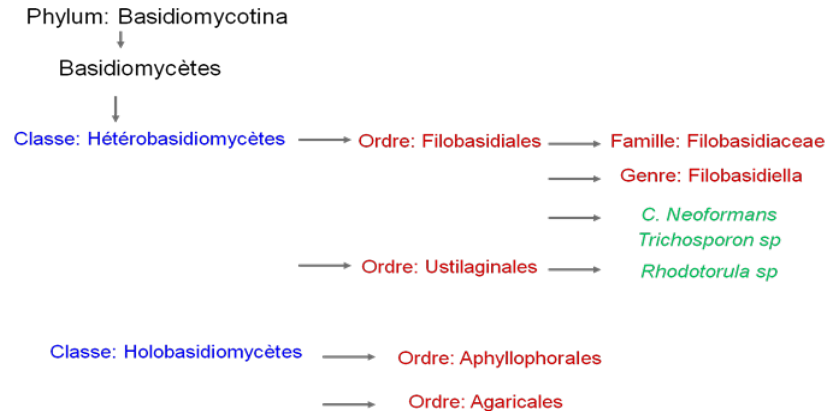 Phylum: Basidiomycotina
Basidiomycètes
Classe: Hétérobasidiomycètes
Ordre: Filobasidiales
Famille: Filobasidiaceae
Genre: Filobasidiella
C. Neoformans
Trichosporon sp
Ordre: Ustilaginales
Rhodotorula sp
Classe: Holobasidiomycètes
Ordre: Aphyllophorales
Ordre: Agaricales